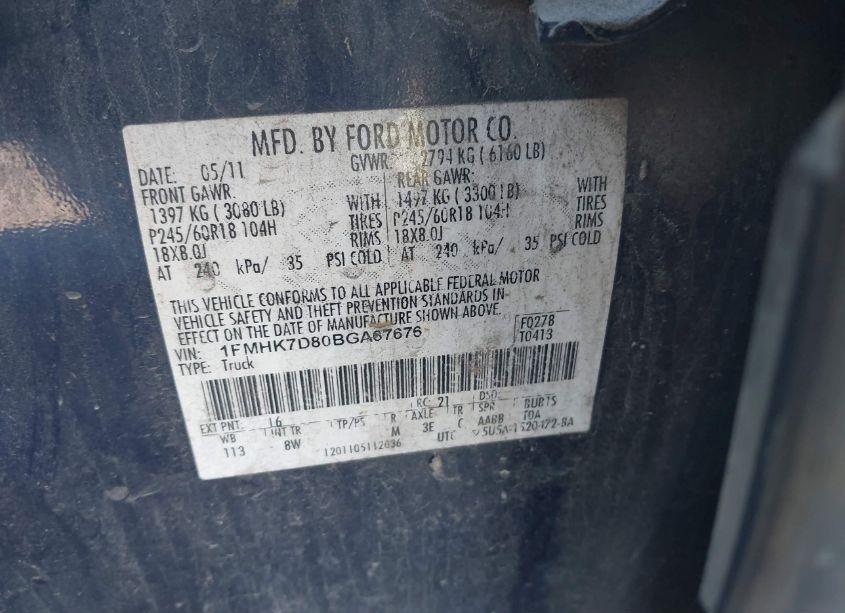 MFD. BY FORD MOTOR CO.
DATE: 05/11 GVWR: 2794 KG ( 6160 LB)
FRONT GAWR: REAR GAWR:
1397 KG ( 3080 LB) WITH 1497 KG ( 3300 LB) WITH
P245/60R18 104H TIRES P245/60R18 104H TIRES
18X8.0J RIMS 18X8.0J RIMS
AT 240 kPa/ 35 PSI COLD AT 240 kPa/ 35 PSI COLD
THIS VEHICLE CONFORMS TO ALL APPLICABLE FEDERAL MOTOR
VEHICLE SAFETY AND THEFT PREVENTION STANDARDS IN
EFFECT ON THE DATE OF MANUFACTURE SHOWN ABOVE.
VIN: 1FMHK7D80BGA67676 F0278
TYPE: Truck T0413
EXT PNT: 16 RC: 21 DSO:
WB INT TR TP/PS R AXLE TR SPR
113 8W M 3E C AABB
1201105112036 UTC